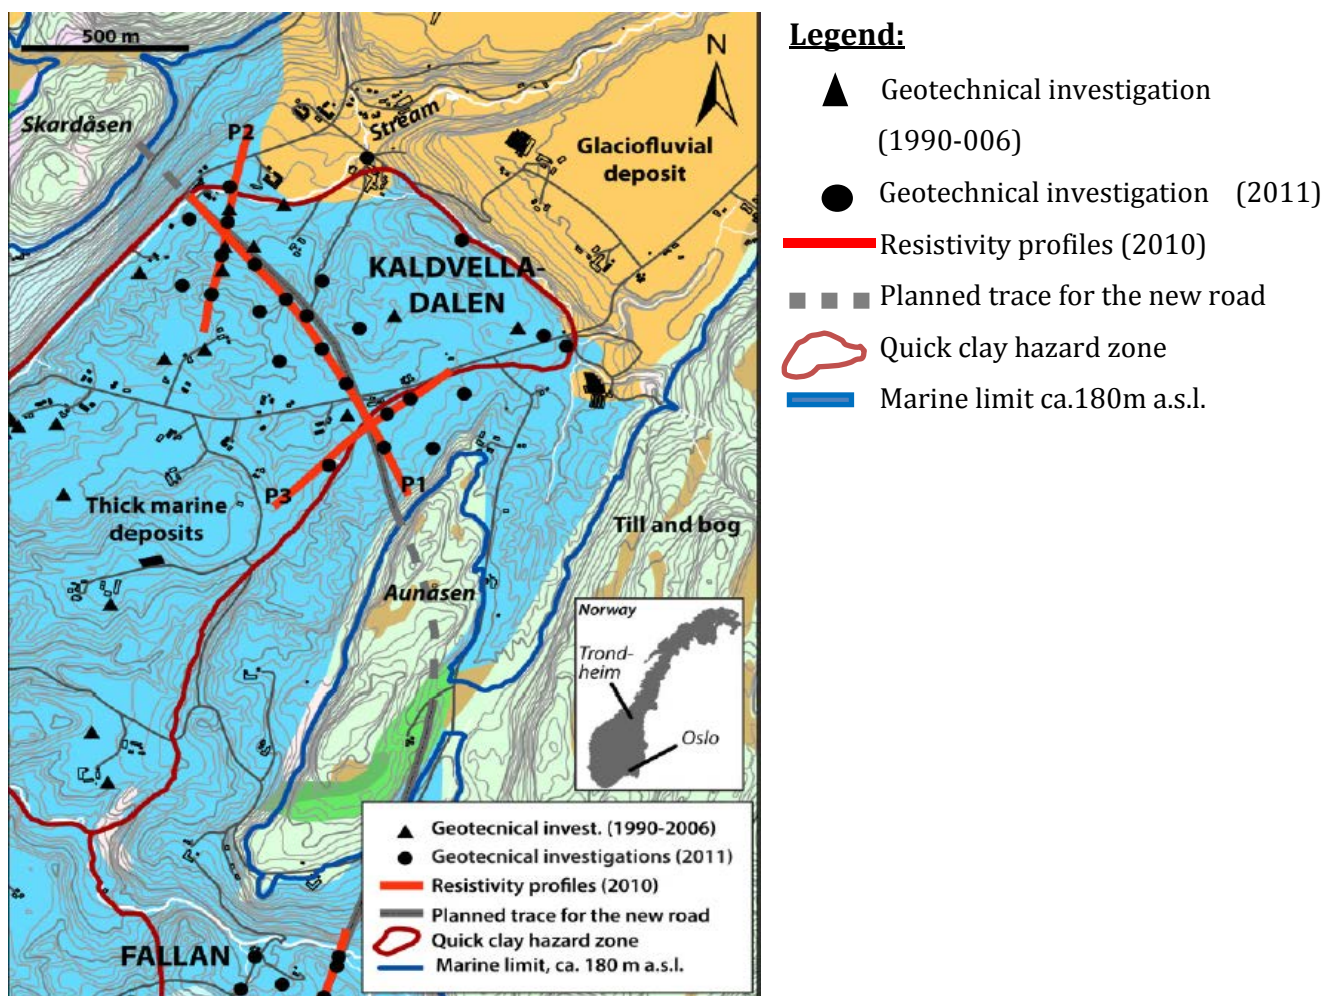 500 m
N
Skardåsen
P2
Stream
Glaciofluvial
deposit
KALDVELLA-
DALEN
P3
P1
Thick marine
deposits
Till and bog
Aunåsen
Norway
Trond-
heim
Oslo
FALLAN
Geotecnical invest. (1990-2006)
Geotecnical investigations (2011)
Resistivity profiles (2010)
Planned trace for the new road
Quick clay hazard zone
Marine limit, ca. 180 m a.s.l.
Legend:
Geotechnical investigation
(1990-006)
Geotechnical investigation (2011)
Resistivity profiles (2010)
Planned trace for the new road
Quick clay hazard zone
Marine limit ca.180m a.s.l.